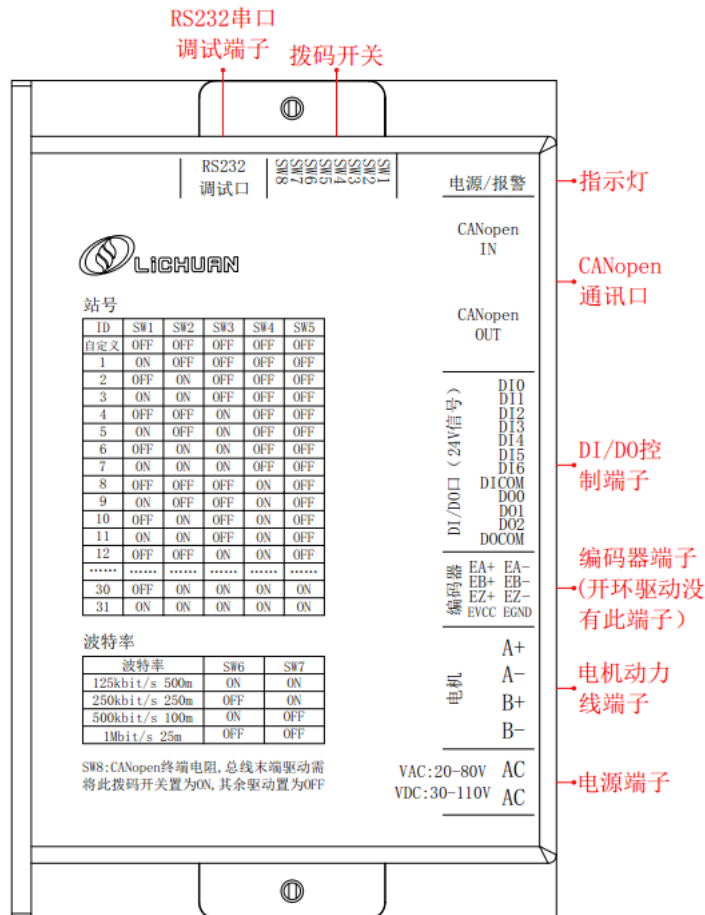 RS232串口
调试端子
拨码开关
RS232
调试口
SW8
SW7
SW6
SW5
SW4
SW3
SW2
SW1
电源/报警
指示灯
CANopen
IN
CANopen
通讯口
CANopen
OUT
LiCHUAN
站号
ID SW1 SW2 SW3 SW4 SW5
自定义 OFF OFF OFF OFF OFF
1 ON OFF OFF OFF OFF
2 OFF ON OFF OFF OFF
3 ON ON OFF OFF OFF
4 OFF OFF ON OFF OFF
5 ON OFF ON OFF OFF
6 OFF ON ON OFF OFF
7 ON ON ON OFF OFF
8 OFF OFF OFF ON OFF
9 ON OFF OFF ON OFF
10 OFF ON OFF ON OFF
11 ON ON OFF ON OFF
12 OFF OFF ON ON OFF
…… …… …… …… …… ……
30 OFF ON ON ON ON
31 ON ON ON ON ON
波特率
波特率 SW6 SW7
125kbit/s 500m ON ON
250kbit/s 250m OFF ON
500kbit/s 100m ON OFF
1Mbit/s 25m OFF OFF
SW8:CANopen终端电阻,总线末端驱动需
将此拨码开关置为ON,其余驱动置为OFF
DI/DO口（24V信号）
DI0
DI1
DI2
DI3
DI4
DI5
DI6
DICOM
DO0
DO1
DO2
DOCOM
DI/DO控
制端子
编码器
EA+ EA-
EB+ EB-
EZ+ EZ-
EVCC EGND
编码器端子
(开环驱动没
有此端子）
电机
A+
A-
B+
B-
电机动力
线端子
VAC:20-80V AC
VDC:30-110V AC
电源端子